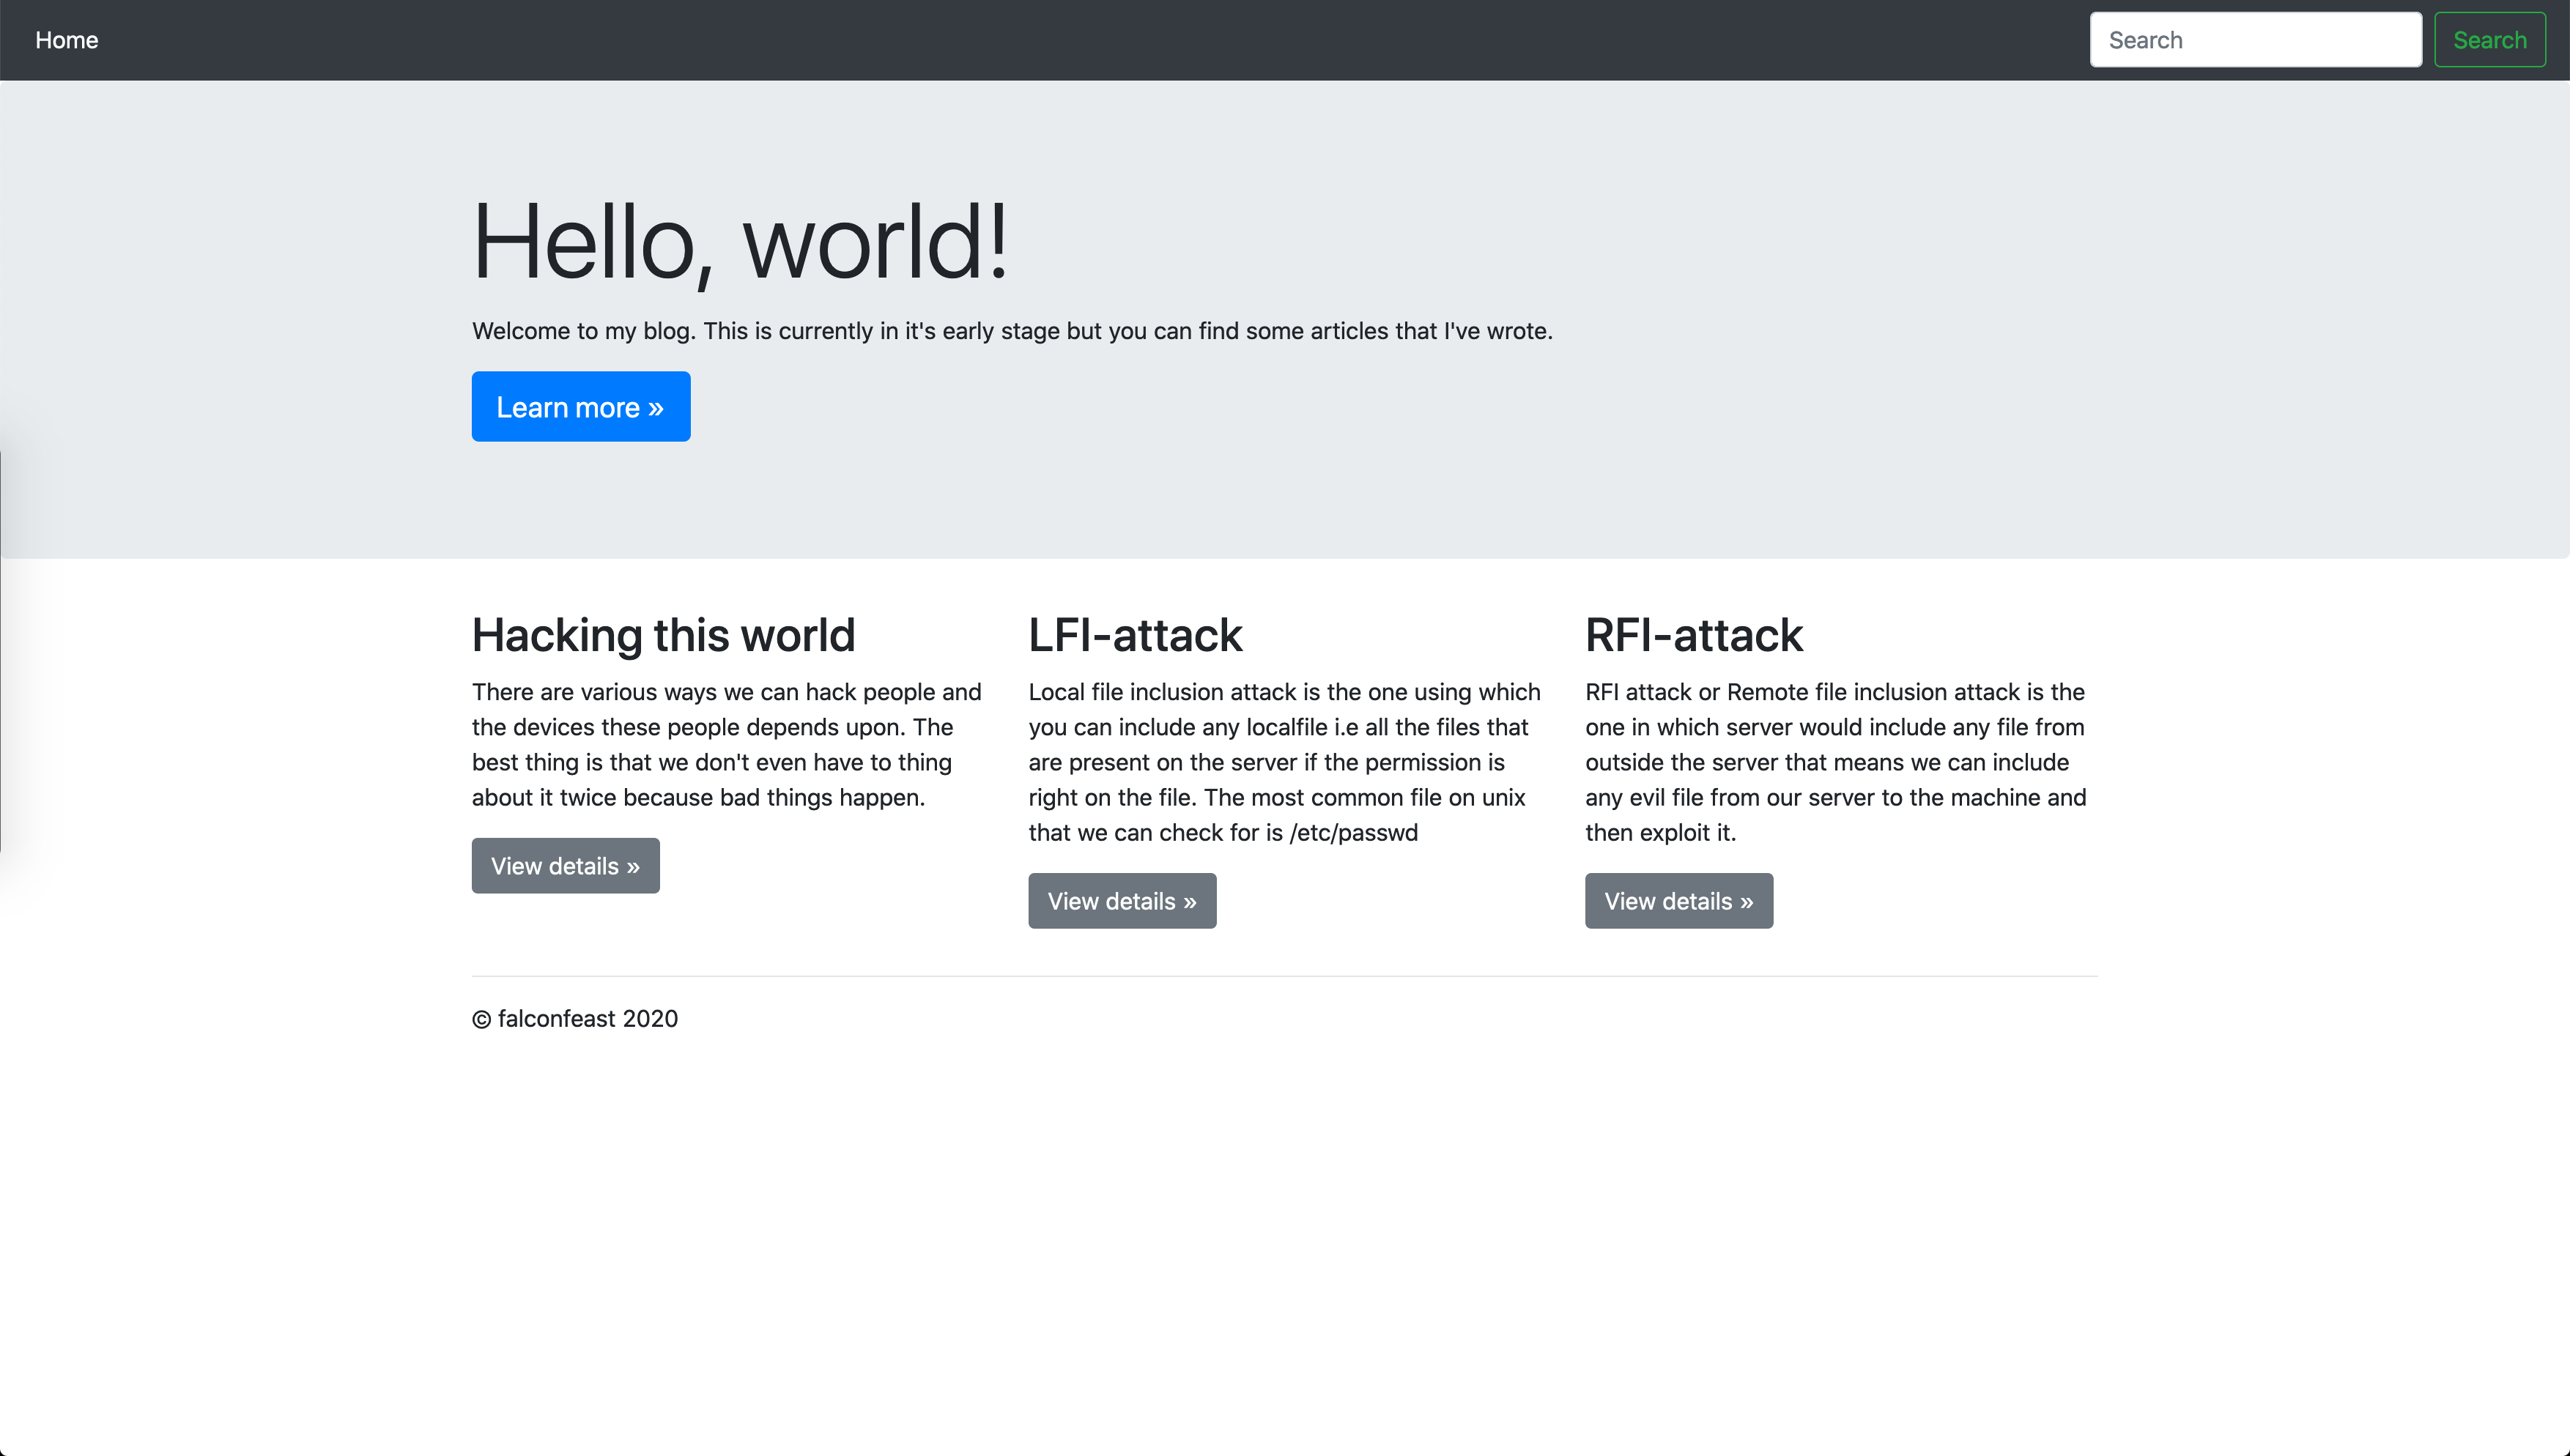 Home
Search
Search
Hello, world!
Welcome to my blog. This is currently in it's early stage but you can find some articles that I've wrote.
Learn more »
Hacking this world
There are various ways we can hack people and
the devices these people depends upon. The
best thing is that we don't even have to thing
about it twice because bad things happen.
View details »
LFI-attack
Local file inclusion attack is the one using which
you can include any localfile i.e all the files that
are present on the server if the permission is
right on the file. The most common file on unix
that we can check for is /etc/passwd
View details »
RFI-attack
RFI attack or Remote file inclusion attack is the
one in which server would include any file from
outside the server that means we can include
any evil file from our server to the machine and
then exploit it.
View details »
© falconfeast 2020